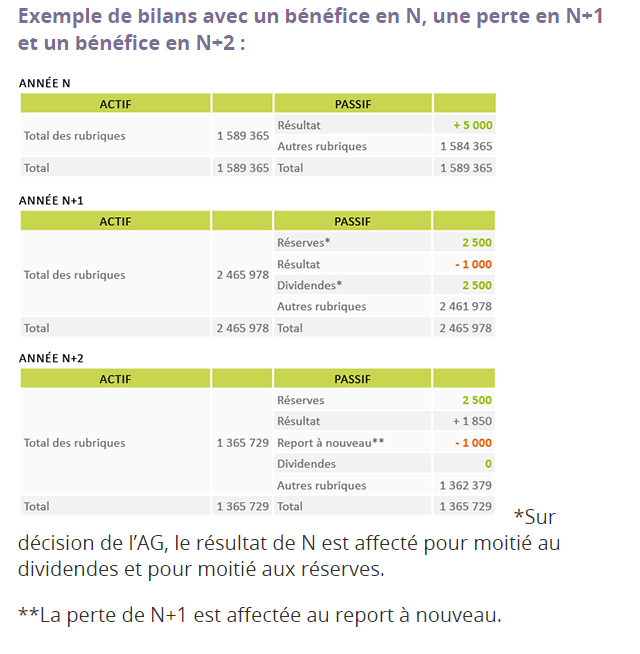 Exemple de bilans avec un bénéfice en N, une perte en N+1
et un bénéfice en N+2 :
ANNÉE N
ACTIF PASSIF
Total des rubriques 1 589 365 Résultat + 5 000
Autres rubriques 1 584 365
Total 1 589 365 Total 1 589 365
ANNÉE N+1
ACTIF PASSIF
Réserves* 2 500
Résultat - 1 000
Total des rubriques 2 465 978 Dividendes* 2 500
Autres rubriques 2 461 978
Total 2 465 978 Total 2 465 978
ANNÉE N+2
ACTIF PASSIF
Réserves 2 500
Résultat + 1 850
Total des rubriques 1 365 729 Report à nouveau** - 1 000
Dividendes 0
Autres rubriques 1 362 379
Total 1 365 729 Total 1 365 729
*Sur
décision de l’AG, le résultat de N est affecté pour moitié au
dividendes et pour moitié aux réserves.
**La perte de N+1 est affectée au report à nouveau.